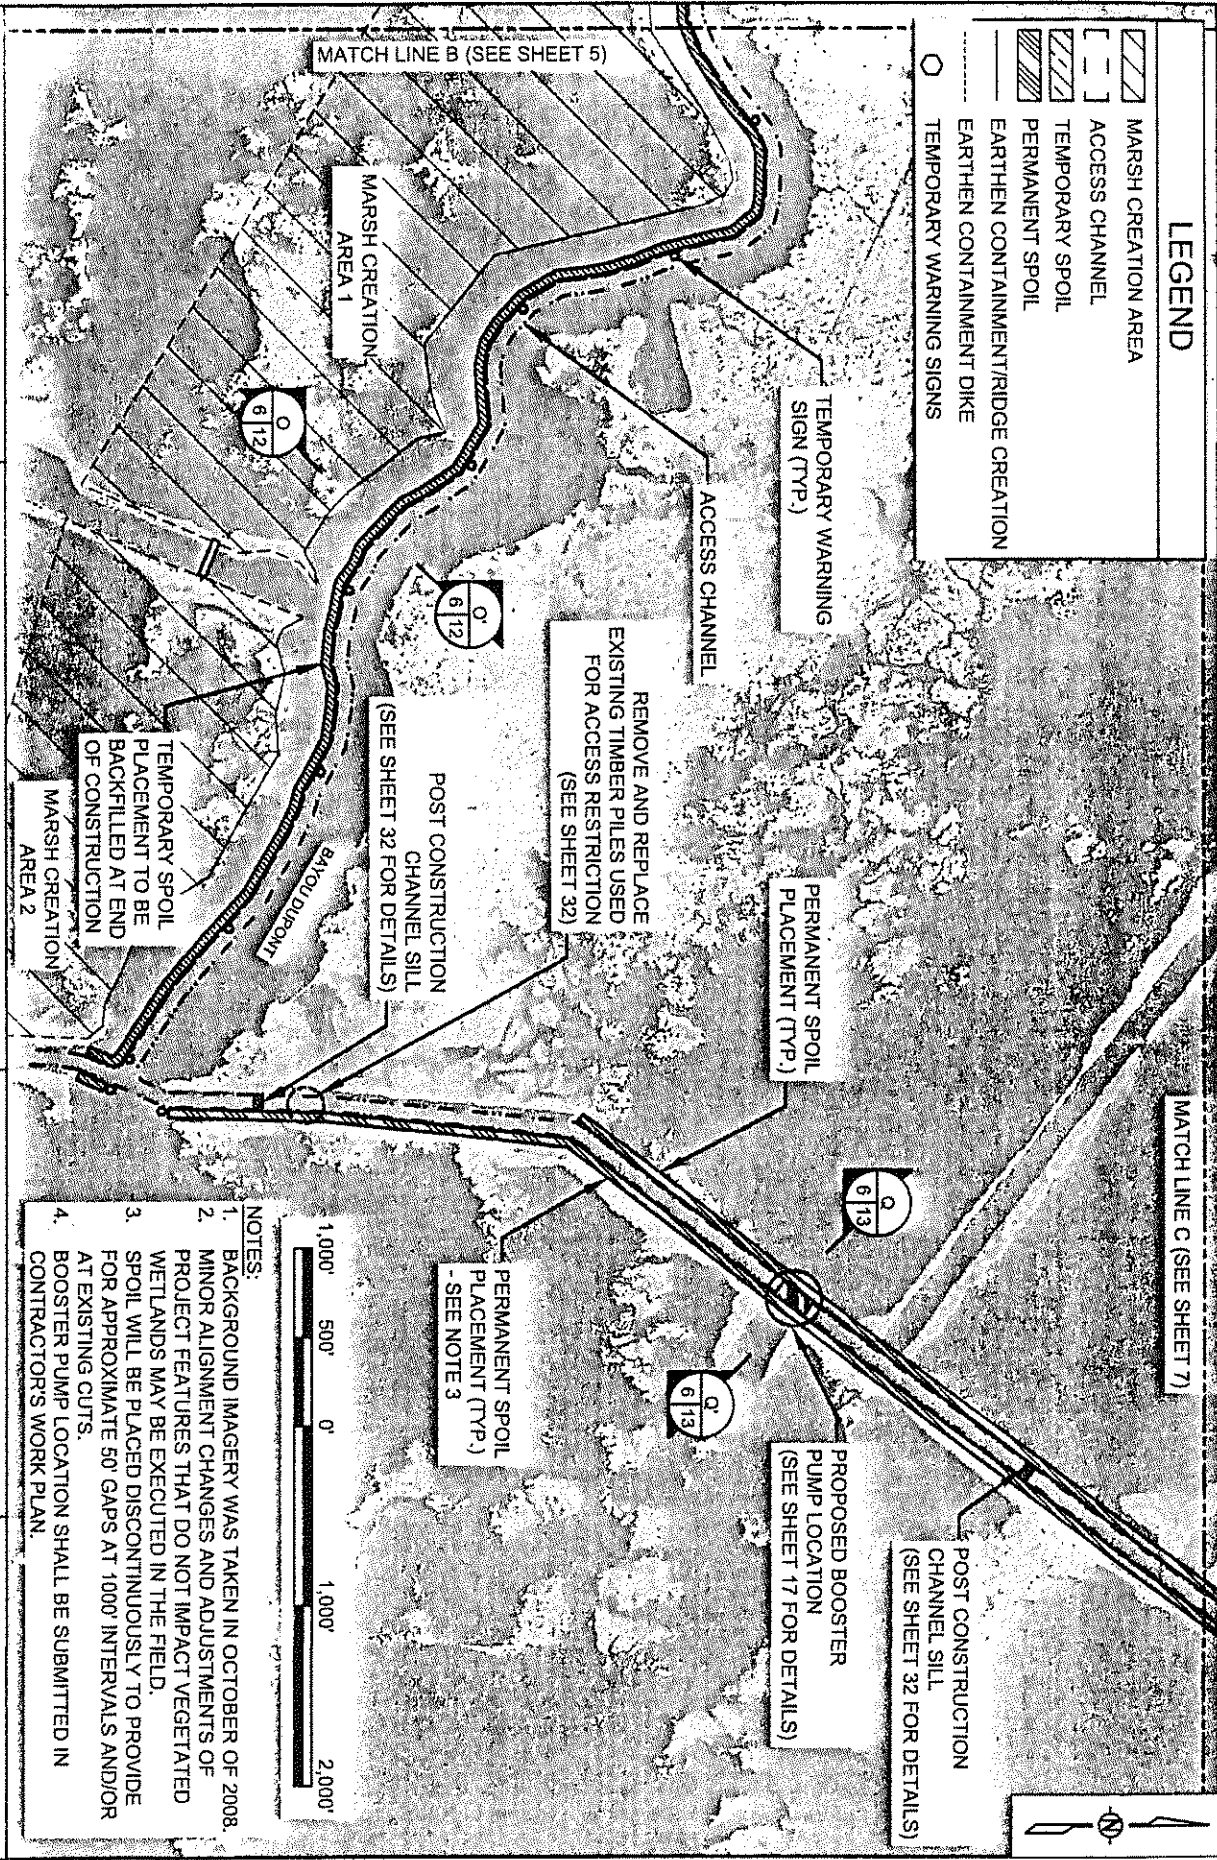 LEGEND
MARSH CREATION AREA
ACCESS CHANNEL
TEMPORARY SPOIL
PERMANENT SPOIL
EARTHEN CONTAINMENT/RIDGE CREATION
EARTHEN CONTAINMENT DIKE
TEMPORARY WARNING SIGNS
MATCH LINE C (SEE SHEET 7)
N
MATCH LINE B (SEE SHEET 5)
TEMPORARY WARNING
SIGN (TYP.)
ACCESS CHANNEL
MARSH CREATION
AREA 1
O
6 12
O'
6 12
REMOVE AND REPLACE
EXISTING TIMBER PILES USED
FOR ACCESS RESTRICTION
(SEE SHEET 32)
PERMANENT SPOIL
PLACEMENT (TYP.)
Q
6 13
Q'
6 13
POST CONSTRUCTION
CHANNEL SILL
(SEE SHEET 32 FOR DETAILS)
PROPOSED BOOSTER
PUMP LOCATION
(SEE SHEET 17 FOR DETAILS)
POST CONSTRUCTION
CHANNEL SILL
(SEE SHEET 32 FOR DETAILS)
PERMANENT SPOIL
PLACEMENT (TYP.)
- SEE NOTE 3
BAYOU DUPONT
TEMPORARY SPOIL
PLACEMENT TO BE
BACKFILLED AT END
OF CONSTRUCTION
MARSH CREATION
AREA 2
1,000' 500' 0' 1,000' 2,000'
NOTES:
1. BACKGROUND IMAGERY WAS TAKEN IN OCTOBER OF 2008.
2. MINOR ALIGNMENT CHANGES AND ADJUSTMENTS OF
PROJECT FEATURES THAT DO NOT IMPACT VEGETATED
WETLANDS MAY BE EXECUTED IN THE FIELD.
3. SPOIL WILL BE PLACED DISCONTINUOUSLY TO PROVIDE
FOR APPROXIMATE 50' GAPS AT 1000' INTERVALS AND/OR
AT EXISTING CUTS.
4. BOOSTER PUMP LOCATION SHALL BE SUBMITTED IN
CONTRACTOR'S WORK PLAN.